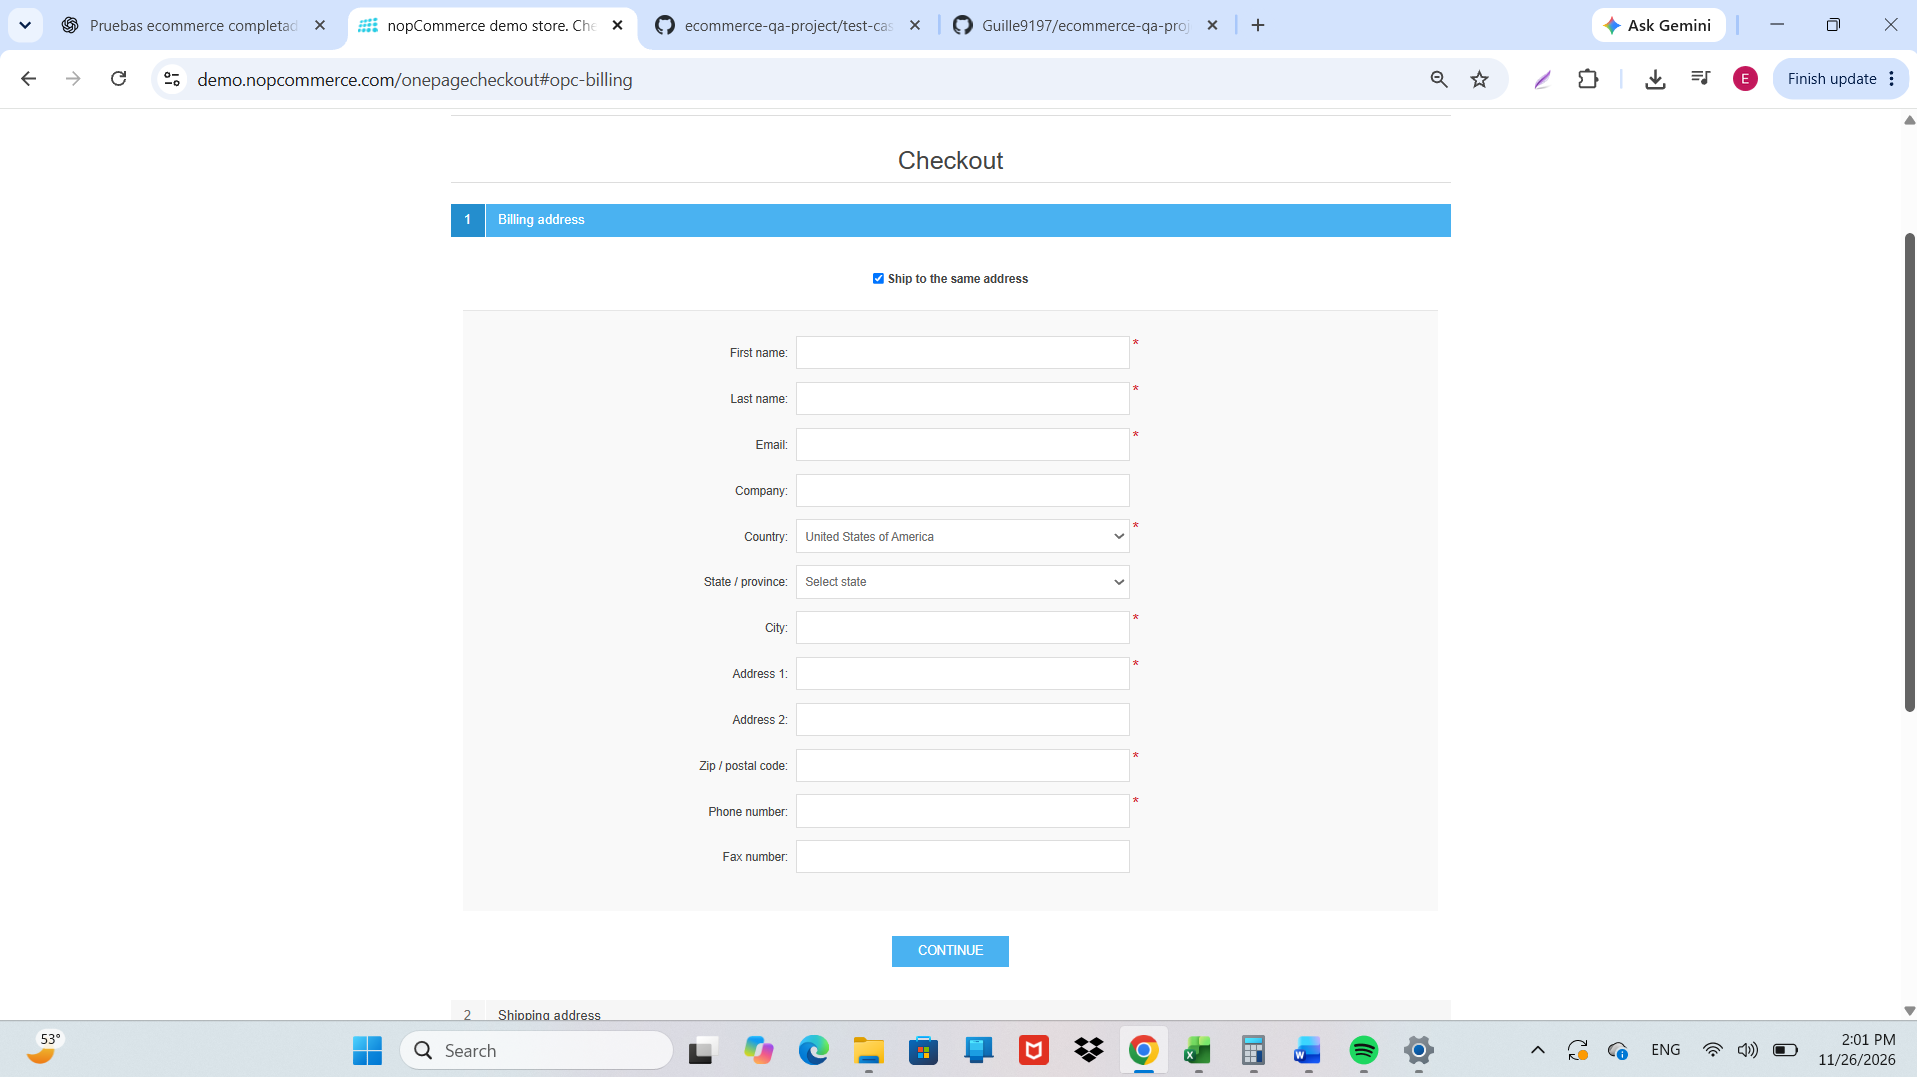 Pruebas ecommerce completad
nopCommerce demo store. Che
ecommerce-qa-project/test-cas
Guille9197/ecommerce-qa-proj
Ask Gemini
demo.nopcommerce.com/onepagecheckout#opc-billing
E
Finish update
Checkout
1 Billing address
Ship to the same address
First name: *
Last name: *
Email: *
Company:
Country: United States of America *
State / province: Select state
City: *
Address 1: *
Address 2:
Zip / postal code: *
Phone number: *
Fax number:
CONTINUE
2 Shipping address
53°
Search
ENG
2:01 PM
11/26/2026